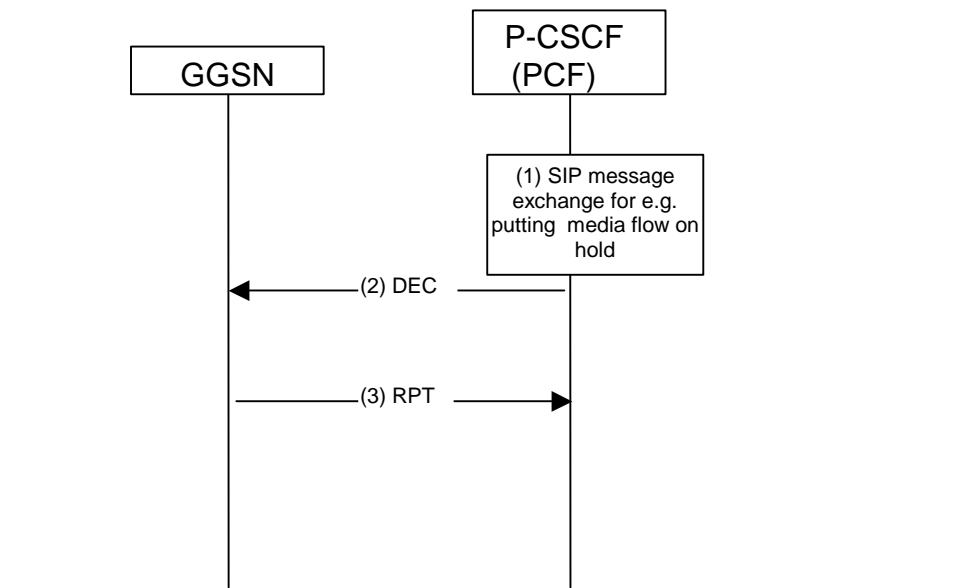 GGSN
P-CSCF
(PCF)
(1) SIP message
exchange for e.g.
putting media flow on
hold
(2) DEC
(3) RPT